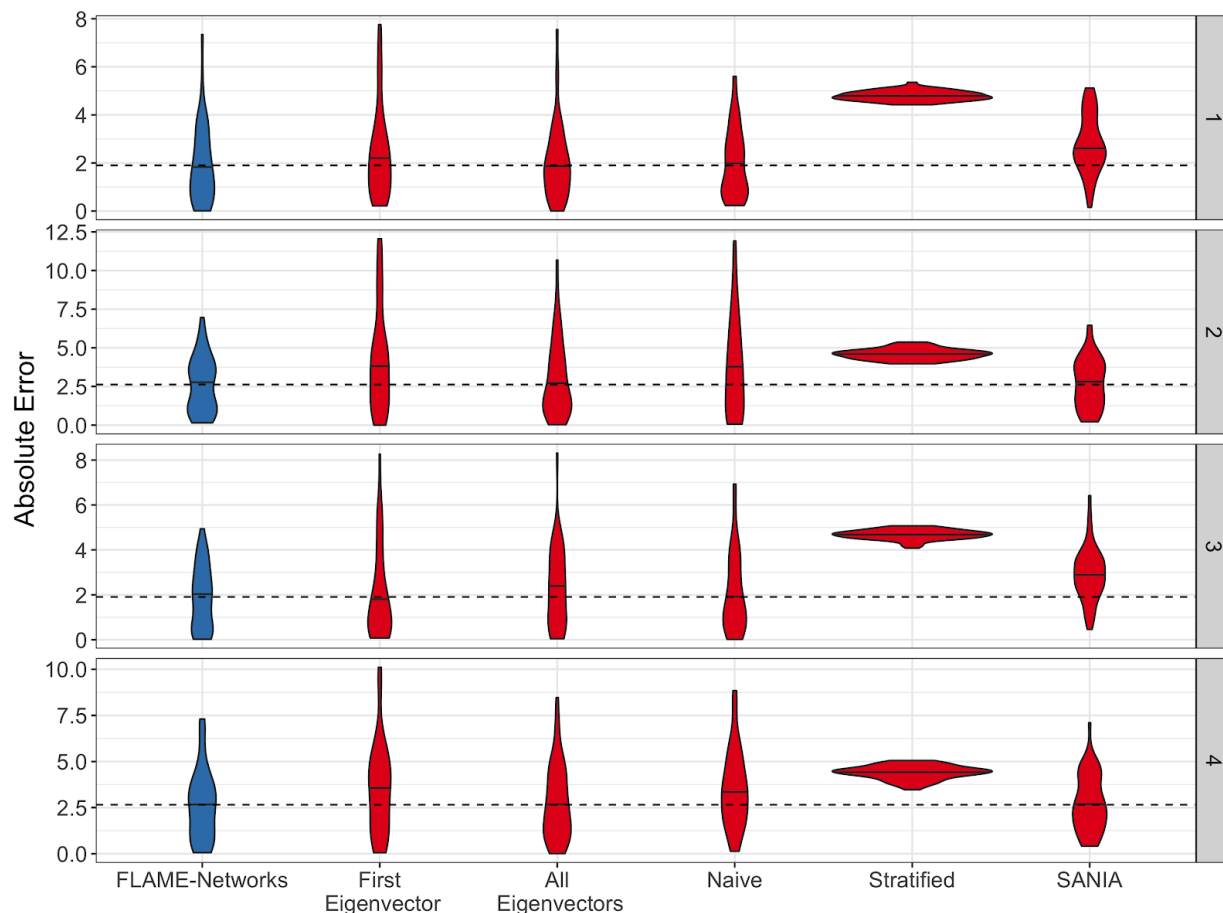 Absolute Error
8
6
4
2
0
1
12.5
10.0
7.5
5.0
2.5
0.0
2
8
6
4
2
0
3
10.0
7.5
5.0
2.5
0.0
4
FLAME-Networks
First
Eigenvector
All
Eigenvectors
Naive
Stratified
SANIA